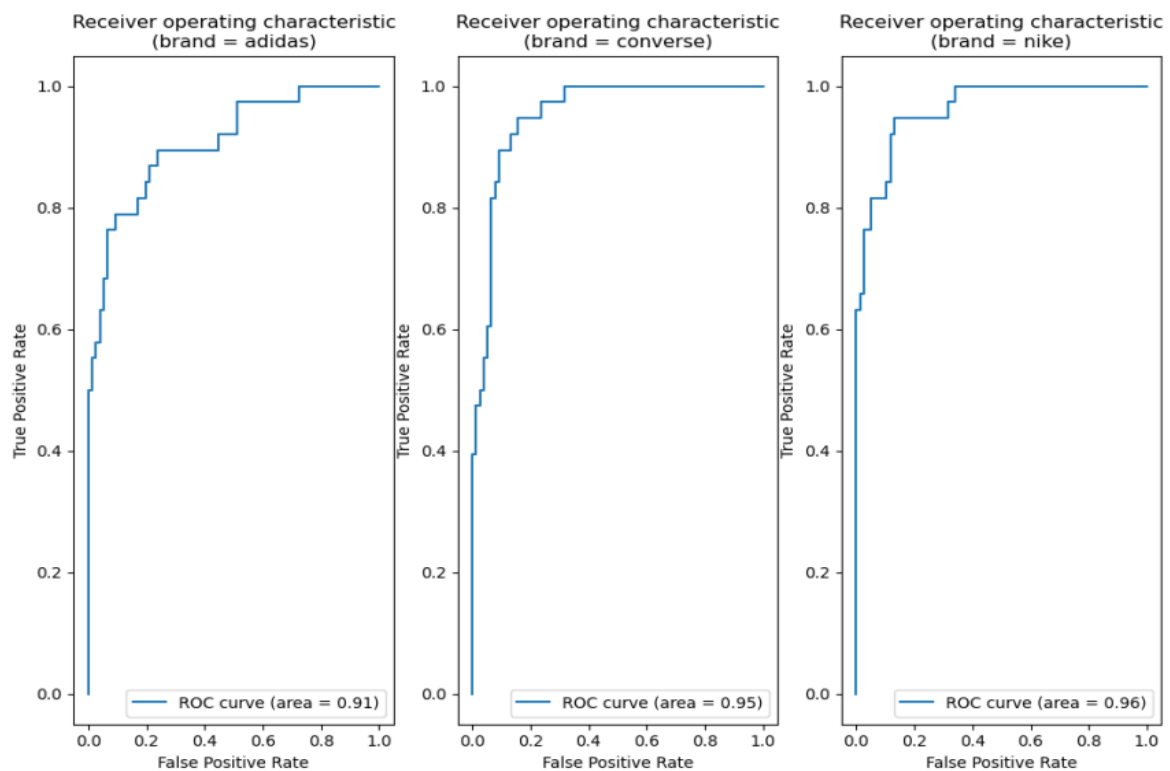 Receiver operating characteristic
(brand = adidas)
True Positive Rate
1.0
0.8
0.6
0.4
0.2
0.0
ROC curve (area = 0.91)
0.0 0.2 0.4 0.6 0.8 1.0
False Positive Rate
Receiver operating characteristic
(brand = converse)
True Positive Rate
1.0
0.8
0.6
0.4
0.2
0.0
ROC curve (area = 0.95)
0.0 0.2 0.4 0.6 0.8 1.0
False Positive Rate
Receiver operating characteristic
(brand = nike)
True Positive Rate
1.0
0.8
0.6
0.4
0.2
0.0
ROC curve (area = 0.96)
0.0 0.2 0.4 0.6 0.8 1.0
False Positive Rate